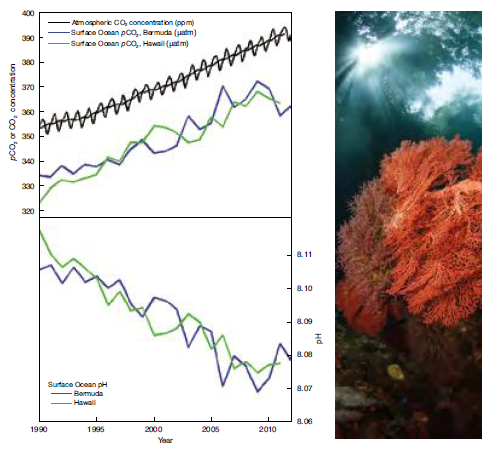 400
390
380
370
360
350
340
330
320
pCO₂ or CO₂ concentration
Atmospheric CO₂ concentration (ppm)
Surface Ocean pCO₂, Bermuda (µatm)
Surface Ocean pCO₂, Hawaii (µatm)
8.11
8.10
8.09
8.08
8.07
8.06
pH
Surface Ocean pH
Bermuda
Hawaii
1990 1995 2000 2005 2010
Year